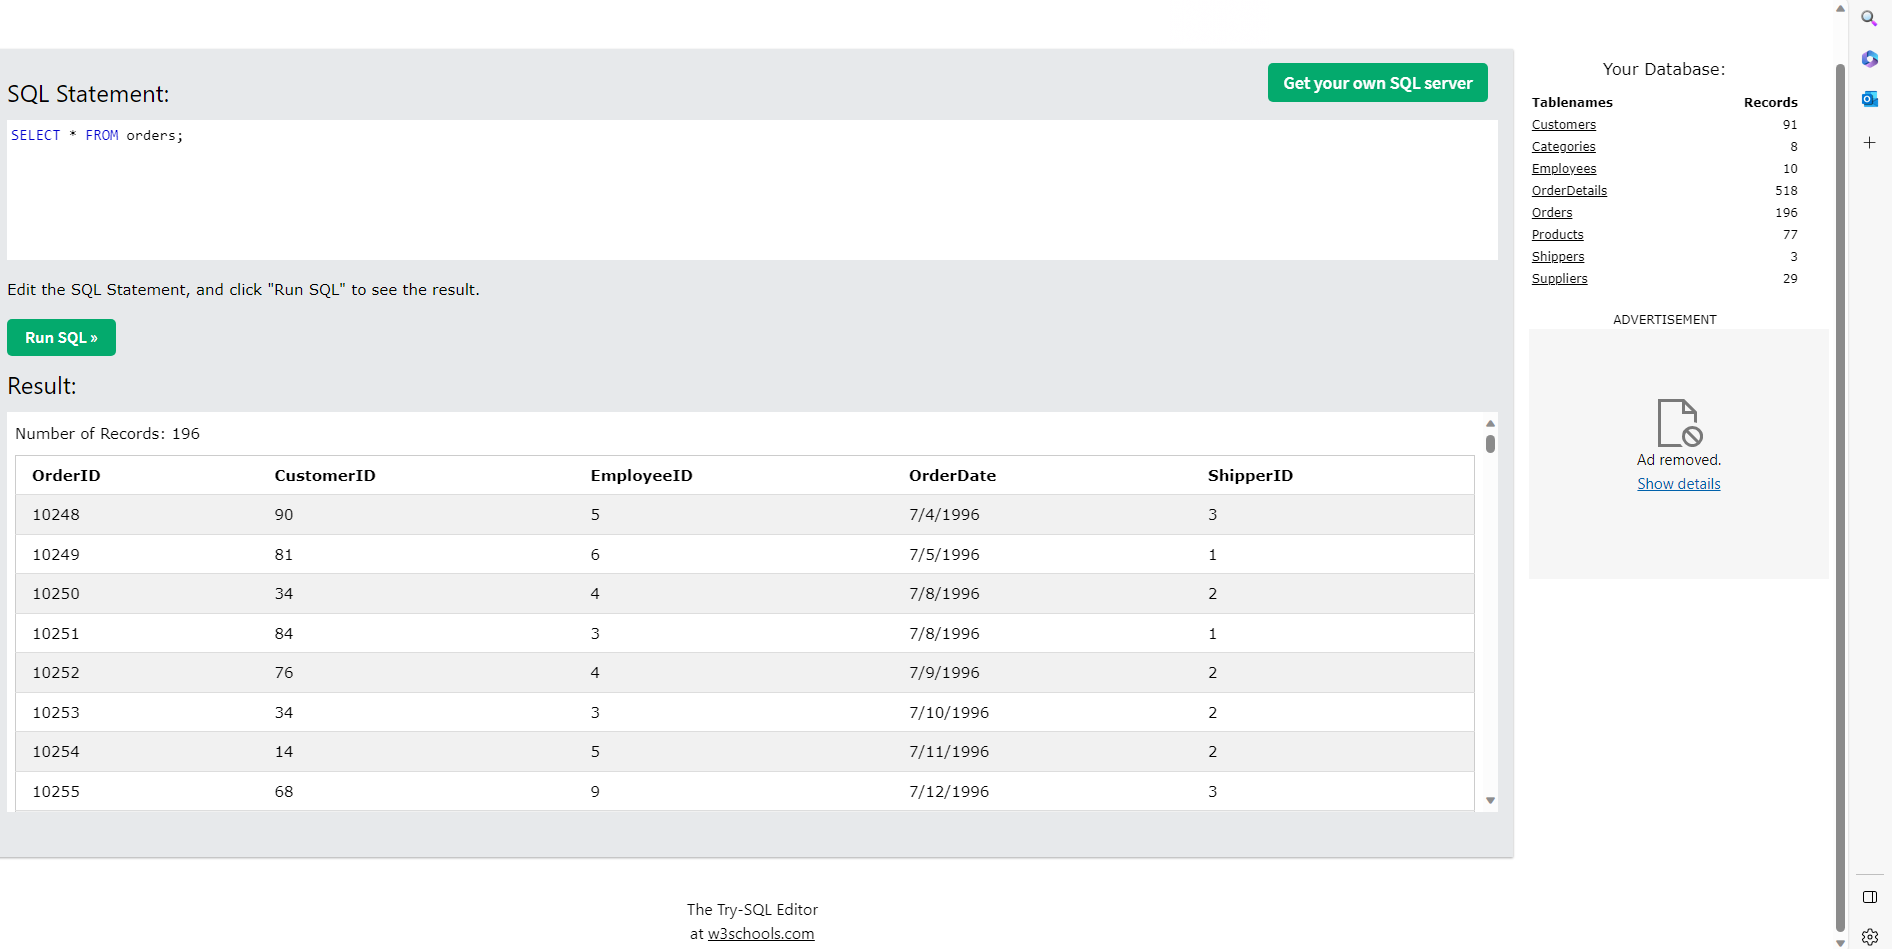 Get your own SQL server
SQL Statement:
SELECT * FROM orders;
Edit the SQL Statement, and click "Run SQL" to see the result.
Run SQL »
Result:
Number of Records: 196
OrderID CustomerID EmployeeID OrderDate ShipperID
10248 90 5 7/4/1996 3
10249 81 6 7/5/1996 1
10250 34 4 7/8/1996 2
10251 84 3 7/8/1996 1
10252 76 4 7/9/1996 2
10253 34 3 7/10/1996 2
10254 14 5 7/11/1996 2
10255 68 9 7/12/1996 3
The Try-SQL Editor
at w3schools.com
Your Database:
Tablenames Records
Customers 91
Categories 8
Employees 10
OrderDetails 518
Orders 196
Products 77
Shippers 3
Suppliers 29
ADVERTISEMENT
Ad removed.
Show details